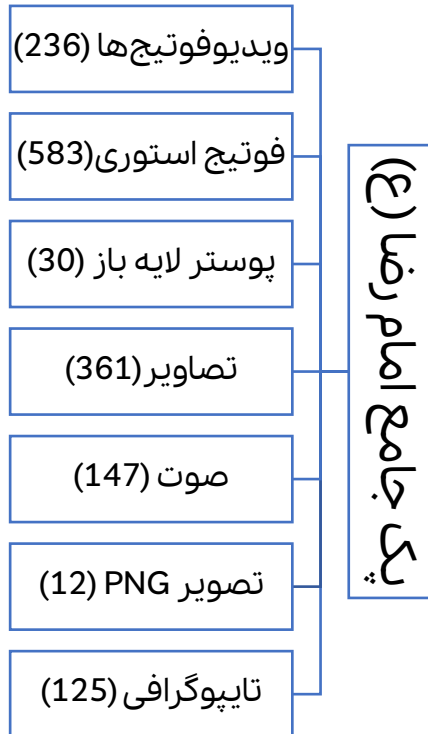 پک جامع امام رضا (ع)
ویدیوفوتیج‌ها (236)
فوتیج استوری(583)
پوستر لایه باز (30)
تصاویر(361)
صوت (147)
تصویر PNG (12)
تایپوگرافی(125)